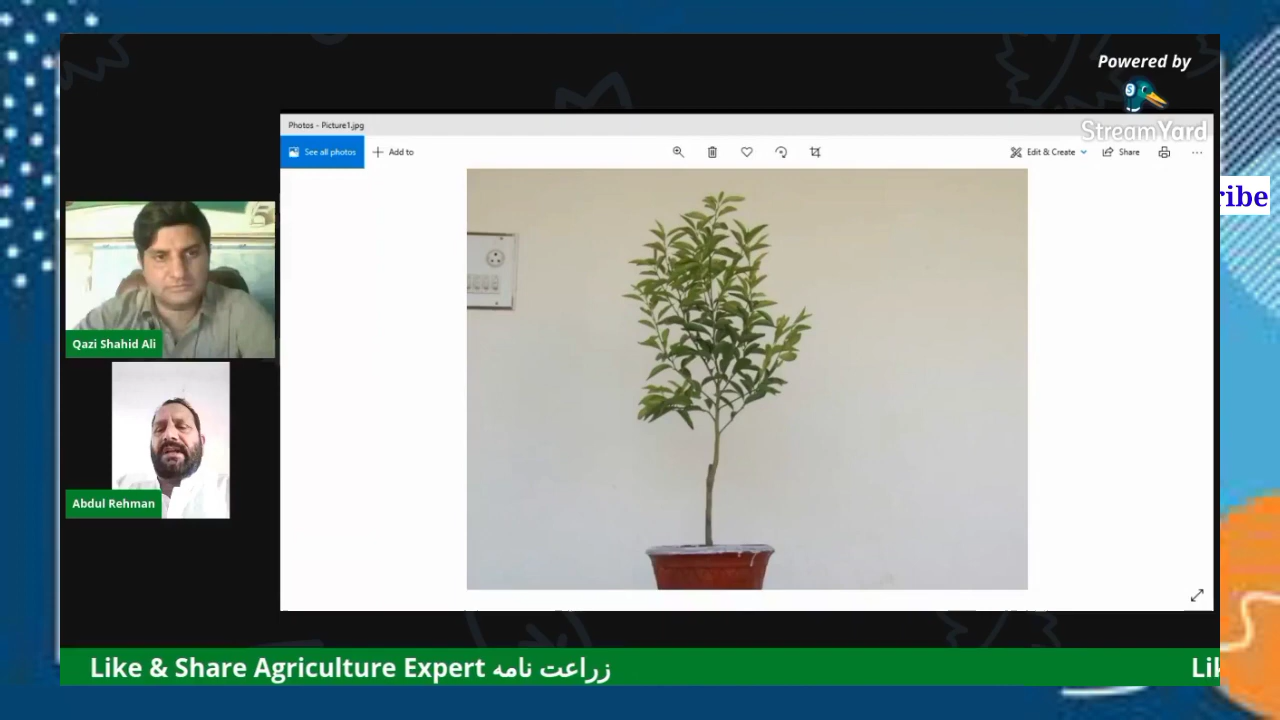 Powered by
StreamYard
Photos - Picture1.jpg
See all photos
Add to
Edit & Create
Share
ribe
Qazi Shahid Ali
Abdul Rehman
Like & Share Agriculture Expert زراعت نامہ
Lik